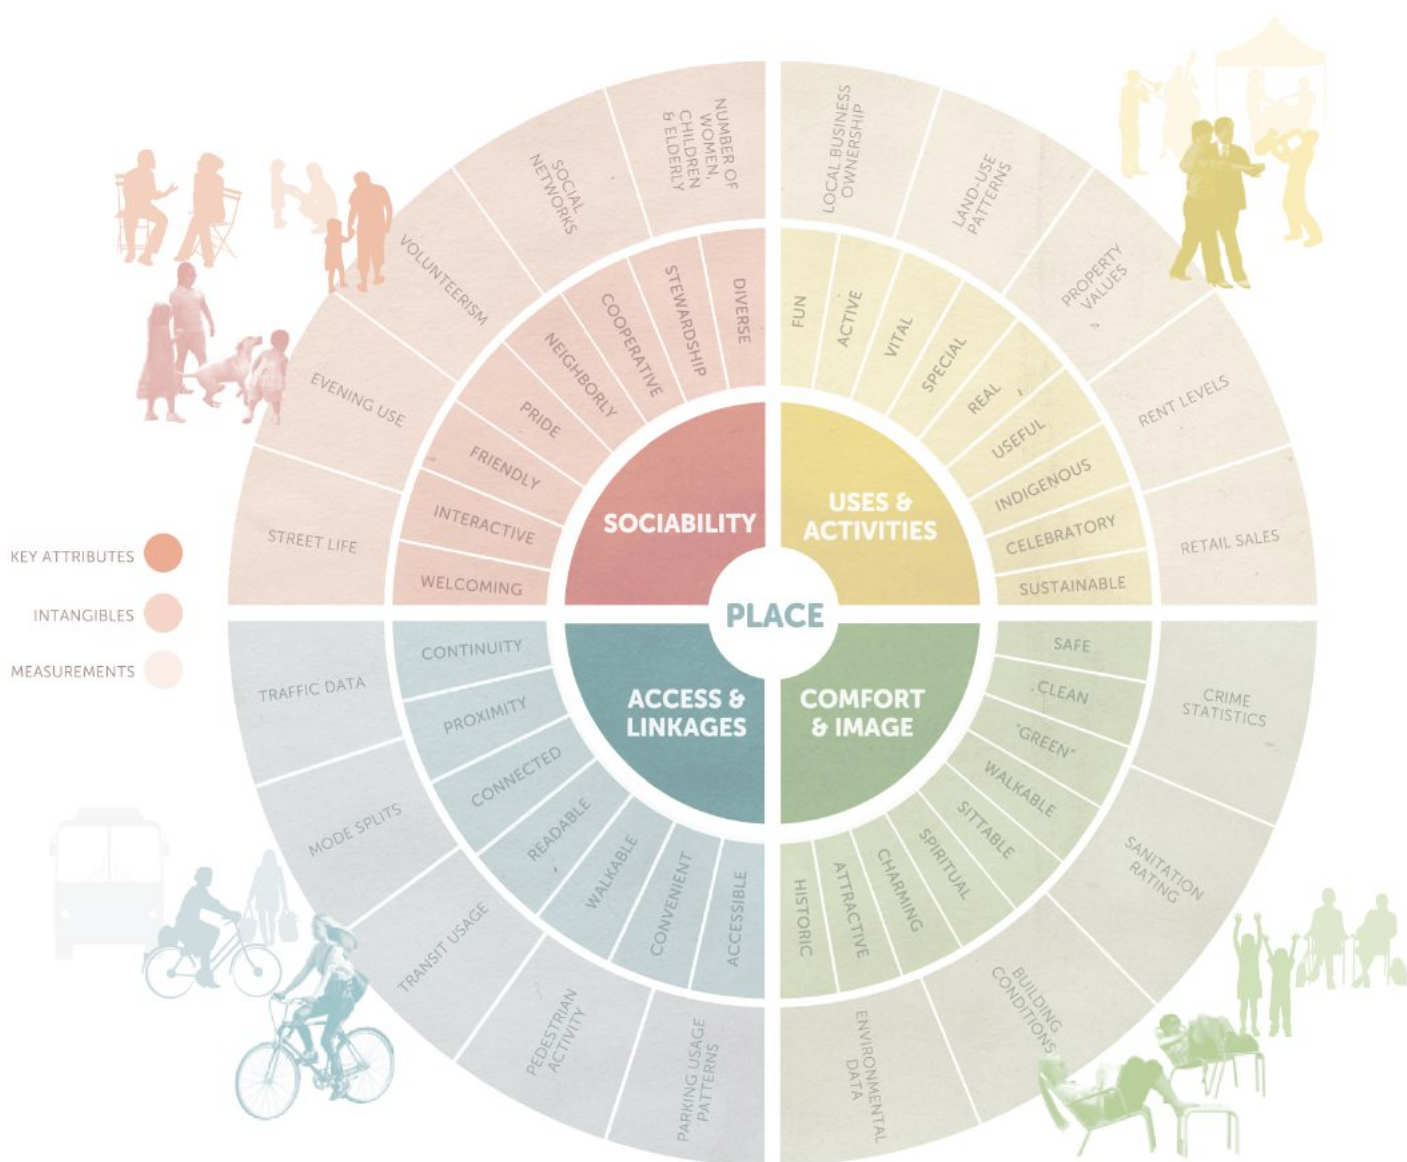 NUMBER OF
WOMEN,
CHILDREN
& ELDERLY
SOCIAL
NETWORKS
VOLUNTEERISM
EVENING USE
STREET LIFE
DIVERSE
STEWARDSHIP
COOPERATIVE
NEIGHBORLY
PRIDE
FRIENDLY
INTERACTIVE
WELCOMING
SOCIABILITY
LOCAL BUSINESS
OWNERSHIP
LAND-USE
PATTERNS
PROPERTY
VALUES
RENT LEVELS
RETAIL SALES
FUN
ACTIVE
VITAL
SPECIAL
REAL
USEFUL
INDIGENOUS
CELEBRATORY
SUSTAINABLE
USES &
ACTIVITIES
PLACE
KEY ATTRIBUTES
INTANGIBLES
MEASUREMENTS
ACCESS &
LINKAGES
CONTINUITY
PROXIMITY
CONNECTED
READABLE
WALKABLE
CONVENIENT
ACCESSIBLE
TRAFFIC DATA
MODE SPLITS
TRANSIT USAGE
PEDESTRIAN
ACTIVITY
PARKING USAGE
PATTERNS
COMFORT
& IMAGE
SAFE
CLEAN
"GREEN"
WALKABLE
SITTABLE
SPIRITUAL
CHARMING
ATTRACTIVE
HISTORIC
CRIME
STATISTICS
SANITATION
RATING
BUILDING
CONDITIONS
ENVIRONMENTAL
DATA